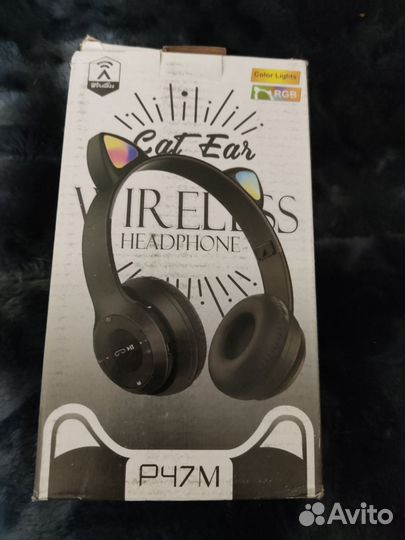 Color Lights
RGB
Cat Ear
WIRELESS
HEADPHONE
P47M
Avito